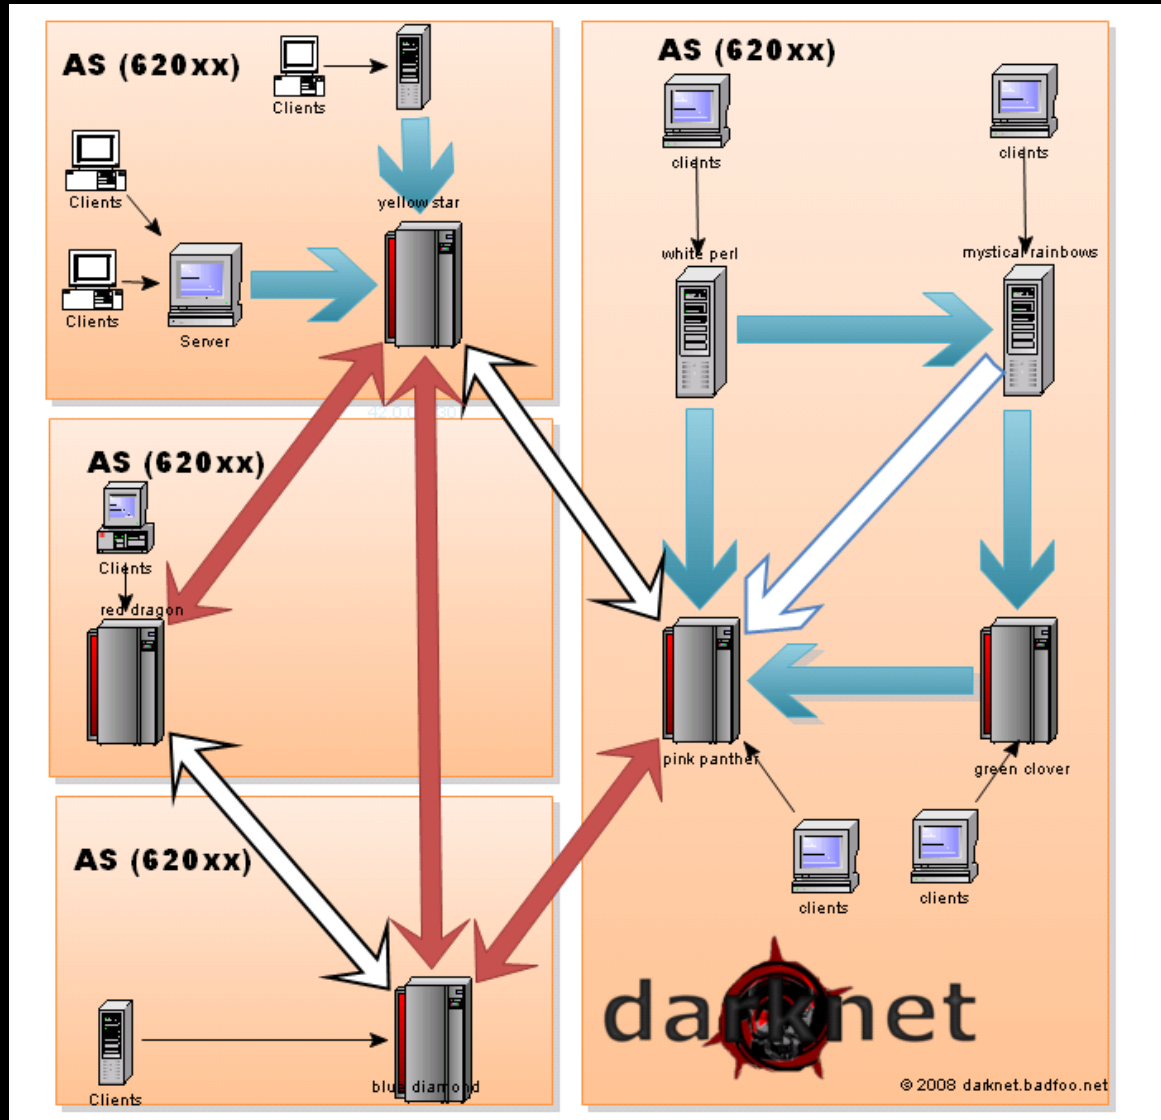 AS (620xx)
Clients
Clients
yellow star
Clients
Server
AS (620xx)
clients
clients
white perl
mystical rainbows
AS (620xx)
Clients
red dragon
pink panther
green clover
AS (620xx)
clients
clients
darknet
Clients
blue diamond
© 2008 darknet.badfoo.net